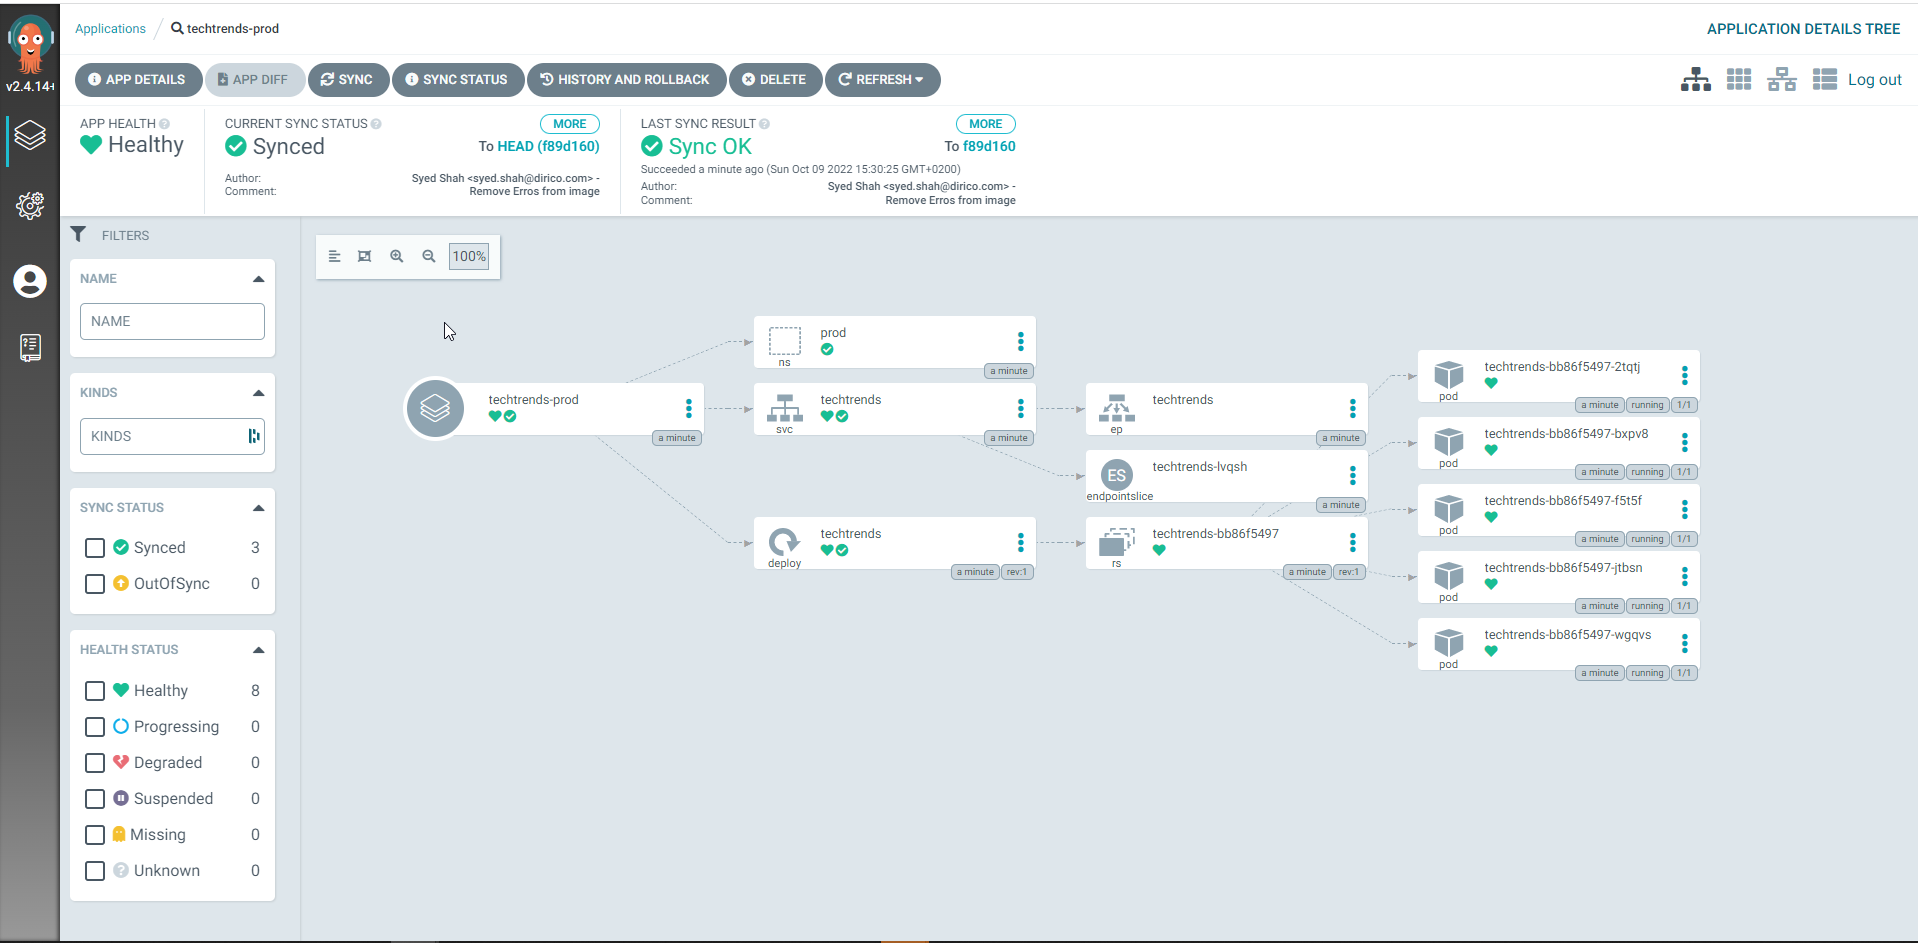 Applications
techtrends-prod
APPLICATION DETAILS TREE
v2.4.14+
APP DETAILS
APP DIFF
SYNC
SYNC STATUS
HISTORY AND ROLLBACK
DELETE
REFRESH
Log out
APP HEALTH
Healthy
CURRENT SYNC STATUS
MORE
Synced
To HEAD (f89d160)
Author:
Syed Shah <syed.shah@dirico.com> -
Comment:
Remove Erros from image
LAST SYNC RESULT
MORE
Sync OK
To f89d160
Succeeded a minute ago (Sun Oct 09 2022 15:30:25 GMT+0200)
Author:
Syed Shah <syed.shah@dirico.com> -
Comment:
Remove Erros from image
FILTERS
NAME
NAME
KINDS
KINDS
SYNC STATUS
Synced 3
OutOfSync 0
HEALTH STATUS
Healthy 8
Progressing 0
Degraded 0
Suspended 0
Missing 0
Unknown 0
100%
techtrends-prod
a minute
prod
ns
a minute
techtrends
svc
a minute
techtrends
deploy
a minute rev:1
techtrends
ep
a minute
ES
techtrends-lvqsh
endpointslice
a minute
techtrends-bb86f5497
rs
a minute rev:1
techtrends-bb86f5497-2tqtj
pod
a minute running 1/1
techtrends-bb86f5497-bxpv8
pod
a minute running 1/1
techtrends-bb86f5497-f5t5f
pod
a minute running 1/1
techtrends-bb86f5497-jtbsn
pod
a minute running 1/1
techtrends-bb86f5497-wgqvs
pod
a minute running 1/1